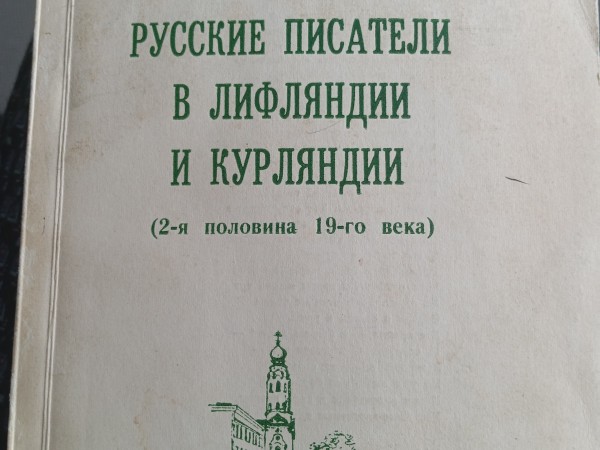 РУССКИЕ ПИСАТЕЛИ
В ЛИФЛЯНДИИ
И КУРЛЯНДИИ
(2-я половина 19-го века)